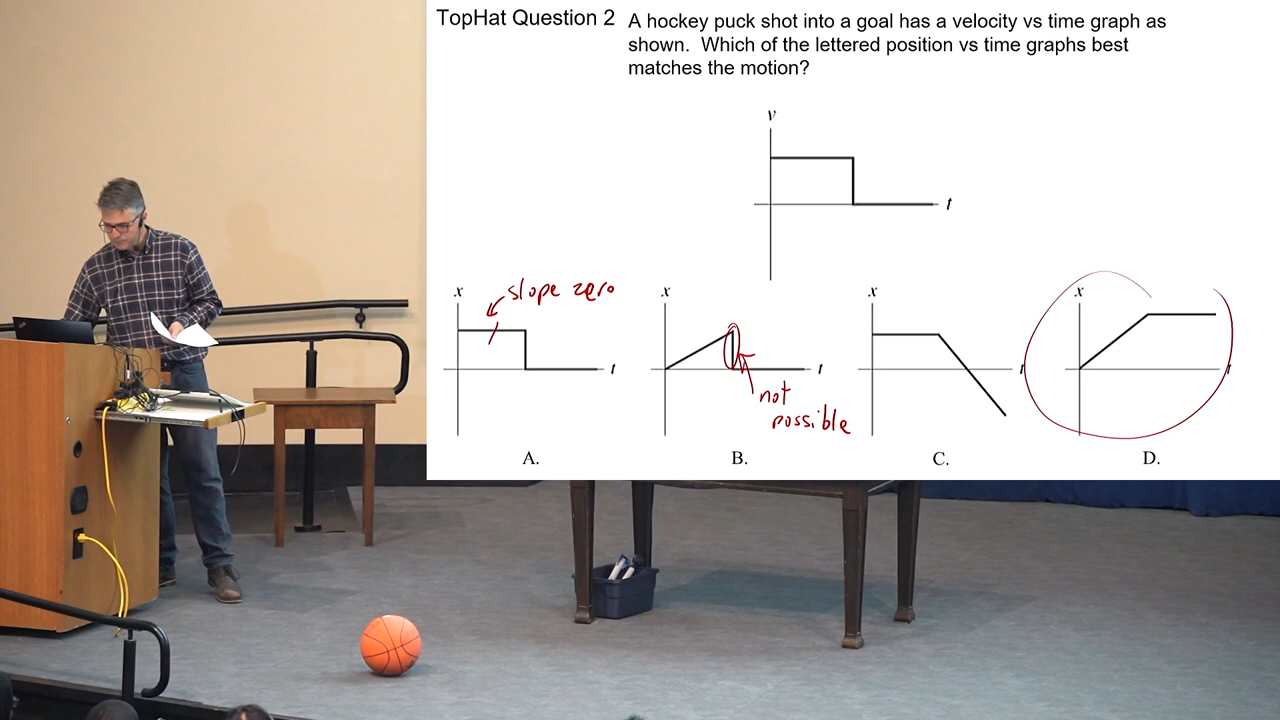 TopHat Question 2
A hockey puck shot into a goal has a velocity vs time graph as
shown. Which of the lettered position vs time graphs best
matches the motion?
v
t
x
slope zero
t
x
t
not
possible
x
t
x
t
A.
B.
C.
D.